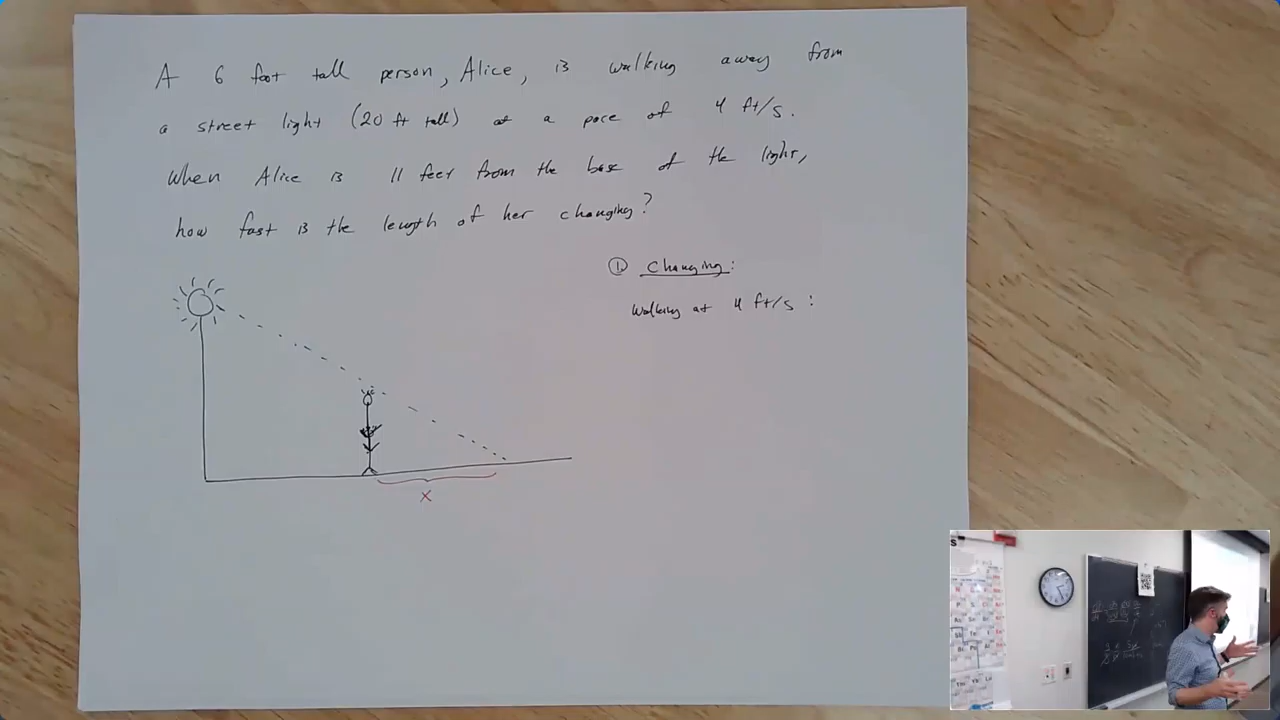 A 6 foot tall person, Alice, is walking away from
a street light (20 ft tall) at a pace of 4 ft/s.
When Alice is 11 feet from the base of the light,
how fast is the length of her changing?
① Changing:
Walking at 4 ft/s :
x